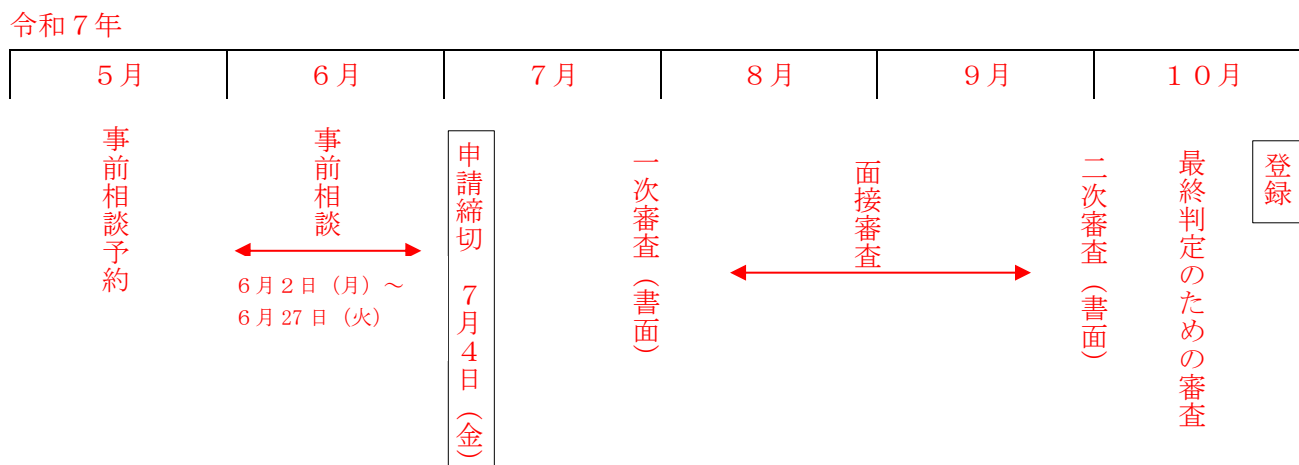 令和７年
５月
６月
７月
８月
９月
１０月
事前相談予約
事前相談
６月２日（月）～
６月 27 日（火）
申請締切　７月４日（金）
一次審査（書面）
面接審査
二次審査（書面）
最終判定のための審査
登録